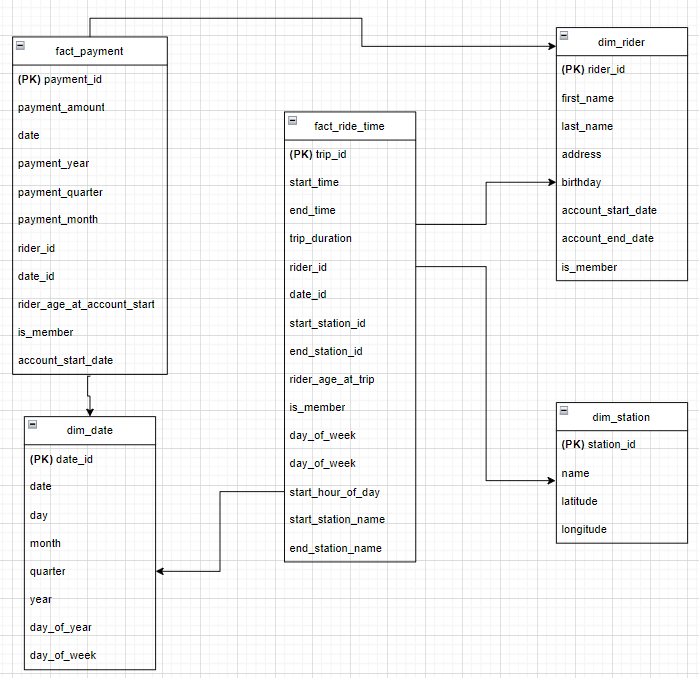 fact_payment
(PK) payment_id
payment_amount
date
payment_year
payment_quarter
payment_month
rider_id
date_id
rider_age_at_account_start
is_member
account_start_date
dim_date
(PK) date_id
date
day
month
quarter
year
day_of_year
day_of_week
fact_ride_time
(PK) trip_id
start_time
end_time
trip_duration
rider_id
date_id
start_station_id
end_station_id
rider_age_at_trip
is_member
day_of_week
day_of_week
start_hour_of_day
start_station_name
end_station_name
dim_rider
(PK) rider_id
first_name
last_name
address
birthday
account_start_date
account_end_date
is_member
dim_station
(PK) station_id
name
latitude
longitude